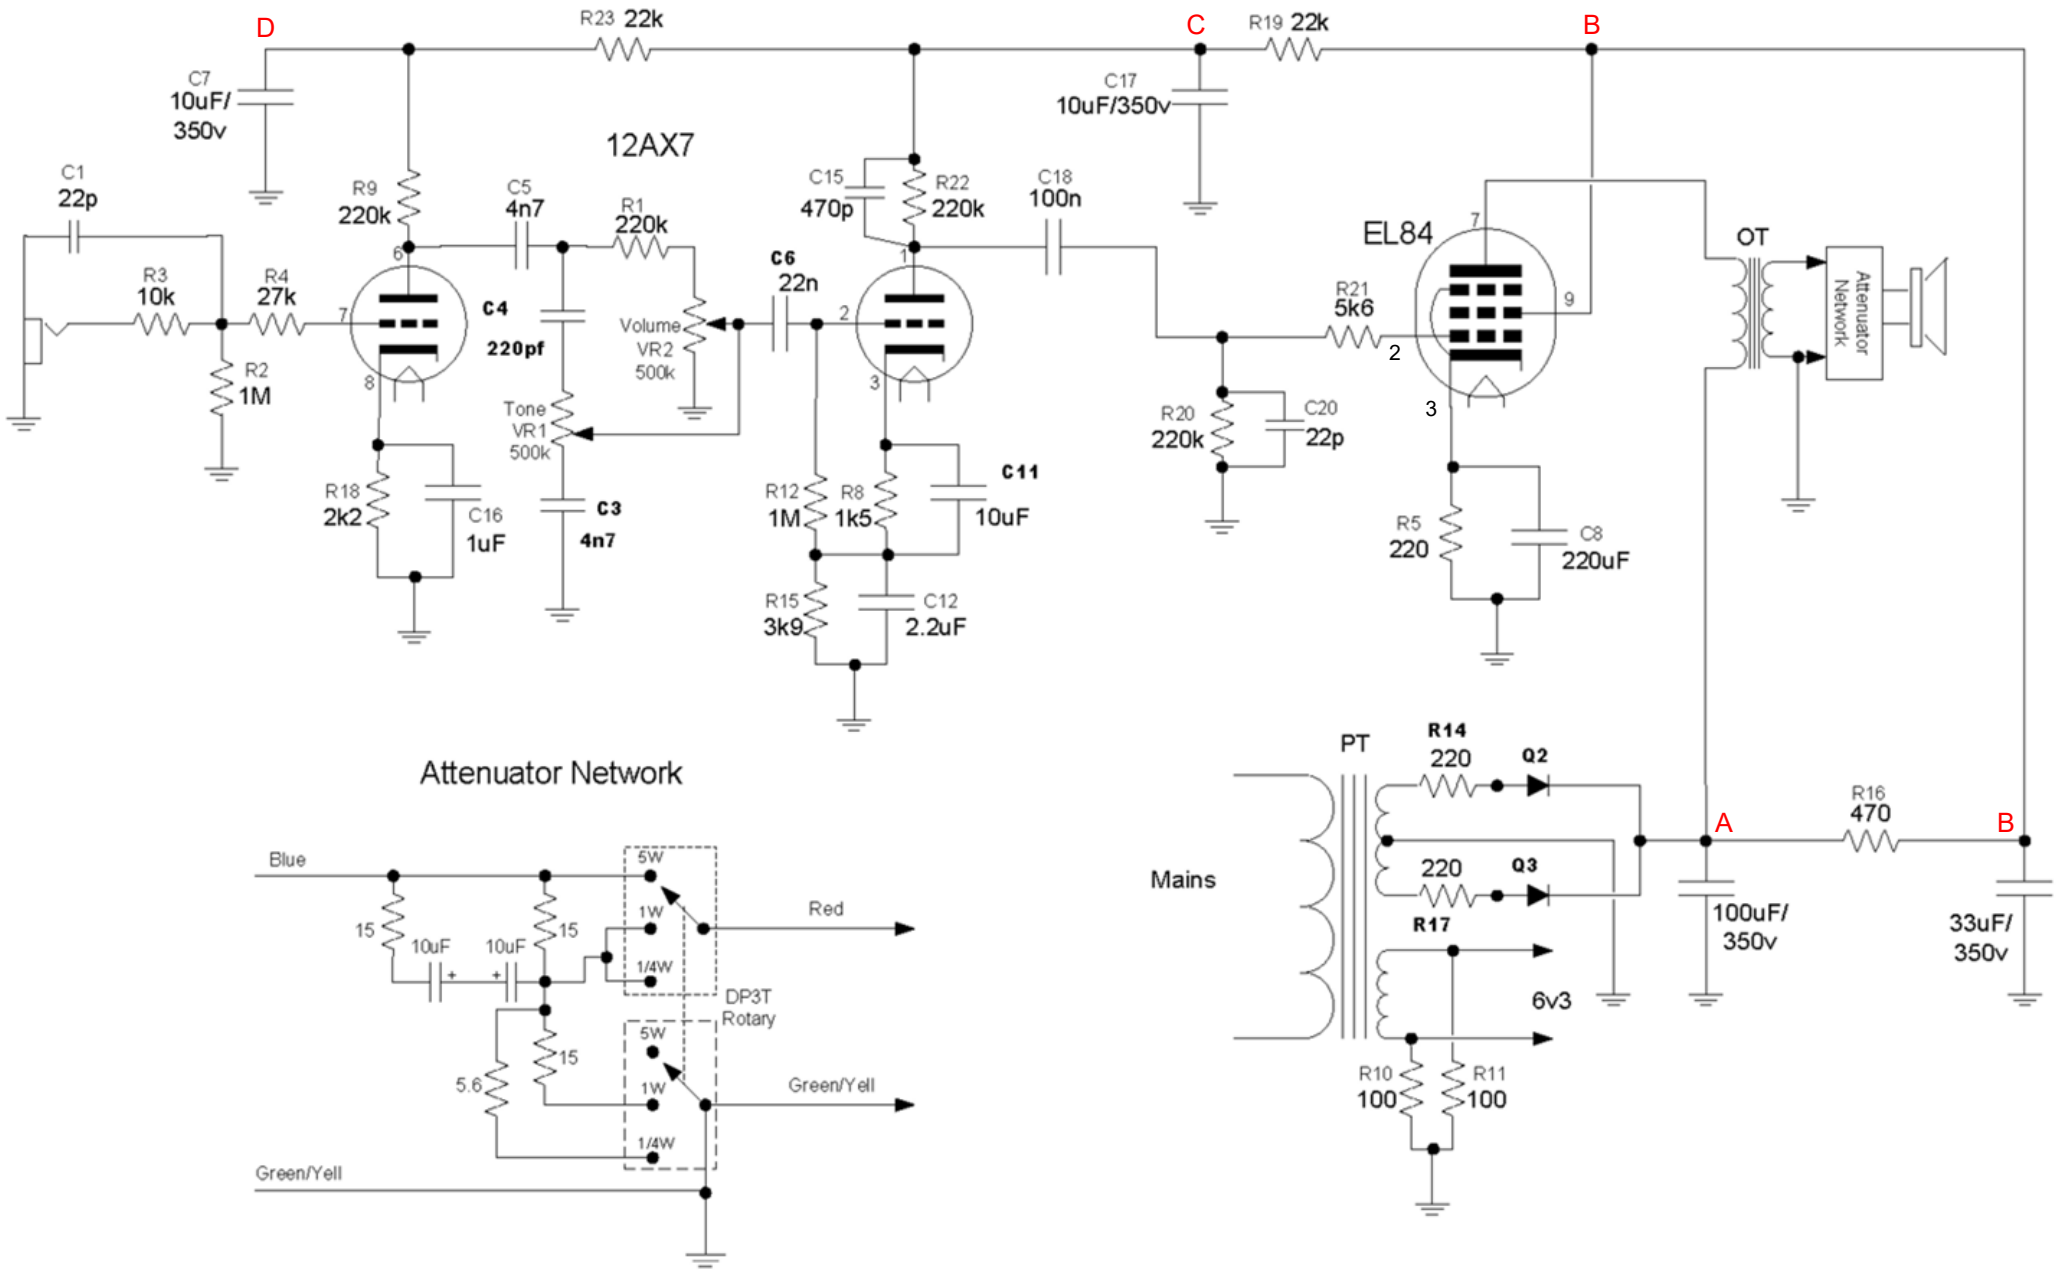 D
R23 22k
C
R19 22k
B
C7
10uF/
350v
C17
10uF/350v
12AX7
C1
22p
R9
220k
C5
4n7
R1
220k
C15
470p
R22
220k
C18
100n
7
EL84
OT
6
C6
22n
1
R3
10k
R4
27k
7
C4
220pf
Volume
VR2
500k
2
R21
5k6
9
2
Attenuator
Network
8
R2
1M
3
3
Tone
VR1
500k
R20
220k
C20
22p
R18
2k2
C16
1uF
C3
4n7
R12
1M
R8
1k5
C11
10uF
R5
220
C8
220uF
R15
3k9
C12
2.2uF
Attenuator Network
PT
R14
220
Q2
R16
470
A
B
Mains
220
Q3
R17
100uF/
350v
33uF/
350v
6v3
R10
100
R11
100
Blue
5W
Red
1W
15
10uF
+
+
10uF
15
1/4W
DP3T
Rotary
5W
15
5.6
1W
Green/Yell
1/4W
Green/Yell